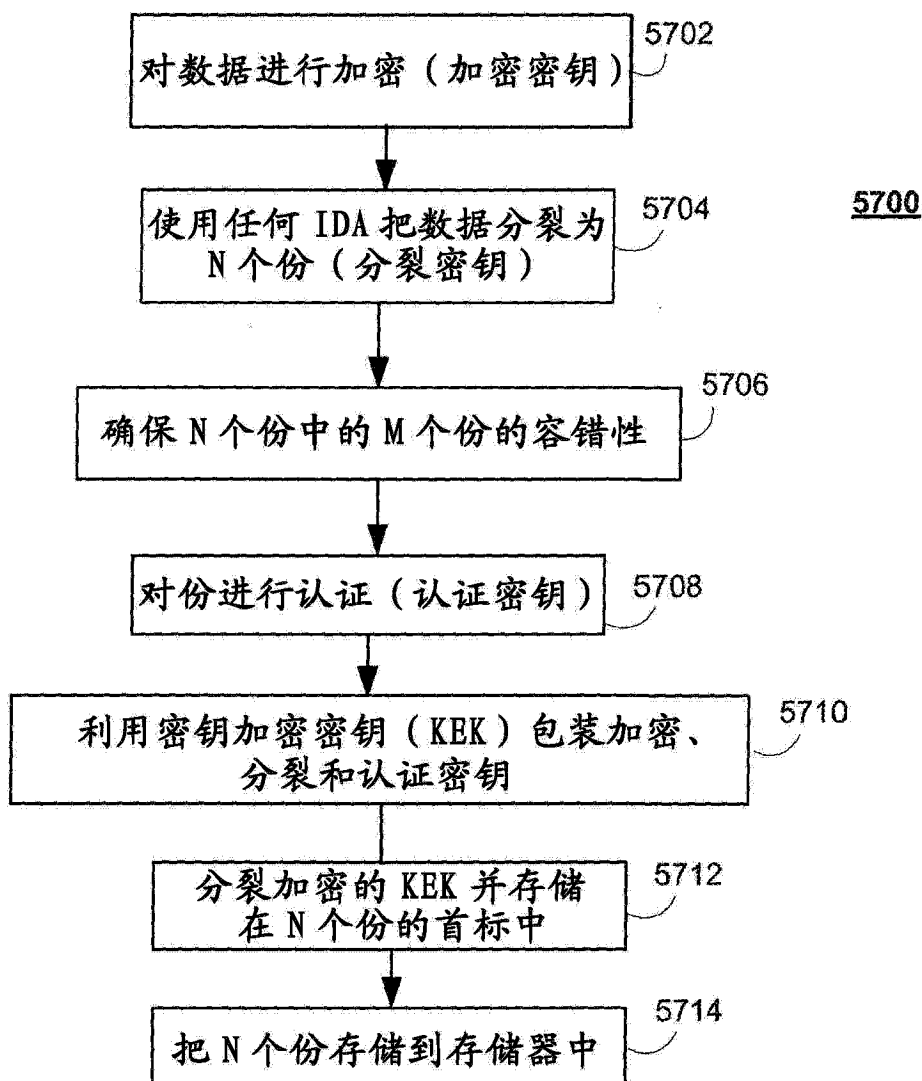 对数据进行加密（加密密钥）
5702
使用任何 IDA 把数据分裂为
N 个份（分裂密钥）
5704
5700
确保 N 个份中的 M 个份的容错性
5706
对份进行认证（认证密钥）
5708
利用密钥加密密钥（KEK）包装加密、
分裂和认证密钥
5710
分裂加密的 KEK 并存储
在 N 个份的首标中
5712
把 N 个份存储到存储器中
5714